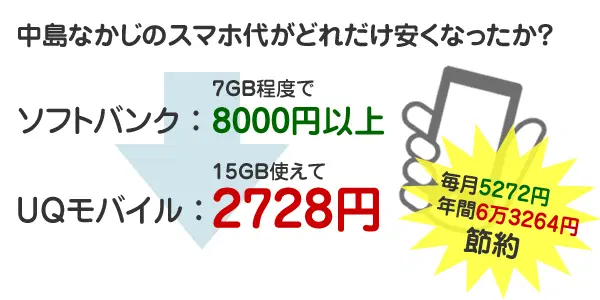 中島なかじのスマホ代がどれだけ安くなったか?
7GB程度で
ソフトバンク：8000円以上
15GB使えて
UQモバイル：2728円
毎月5272円
年間6万3264円
節約